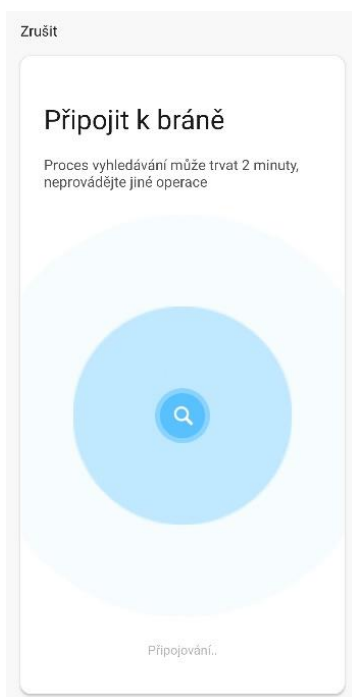 Zrušit
Připojit k bráně
Proces vyhledávání může trvat 2 minuty,
neprovádějte jiné operace
Připojování..